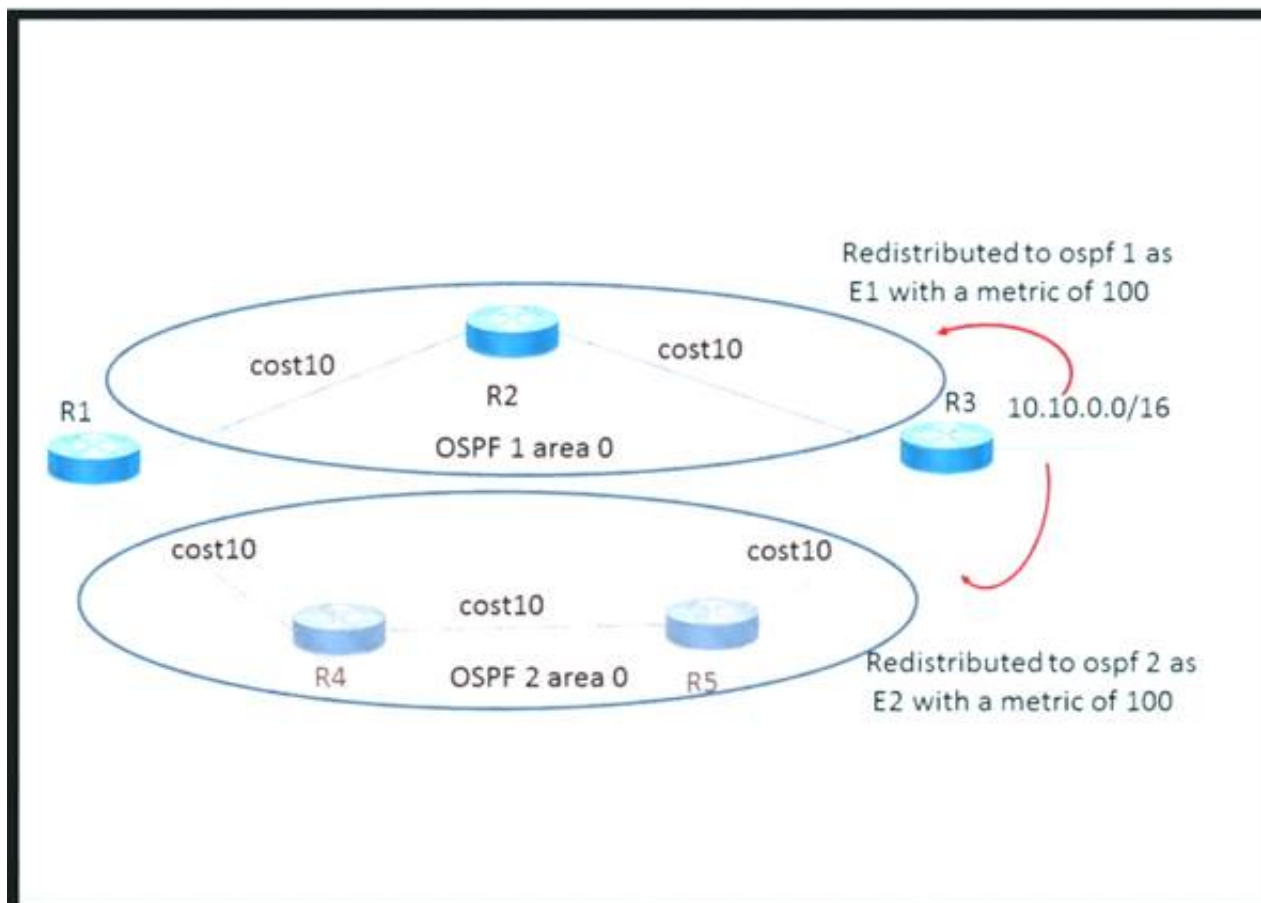 Redistributed to ospf 1 as
E1 with a metric of 100
cost10
cost10
R2
R1
R3
10.10.0.0/16
OSPF 1 area 0
cost10
cost10
cost10
R4
OSPF 2 area 0
R5
Redistributed to ospf 2 as
E2 with a metric of 100